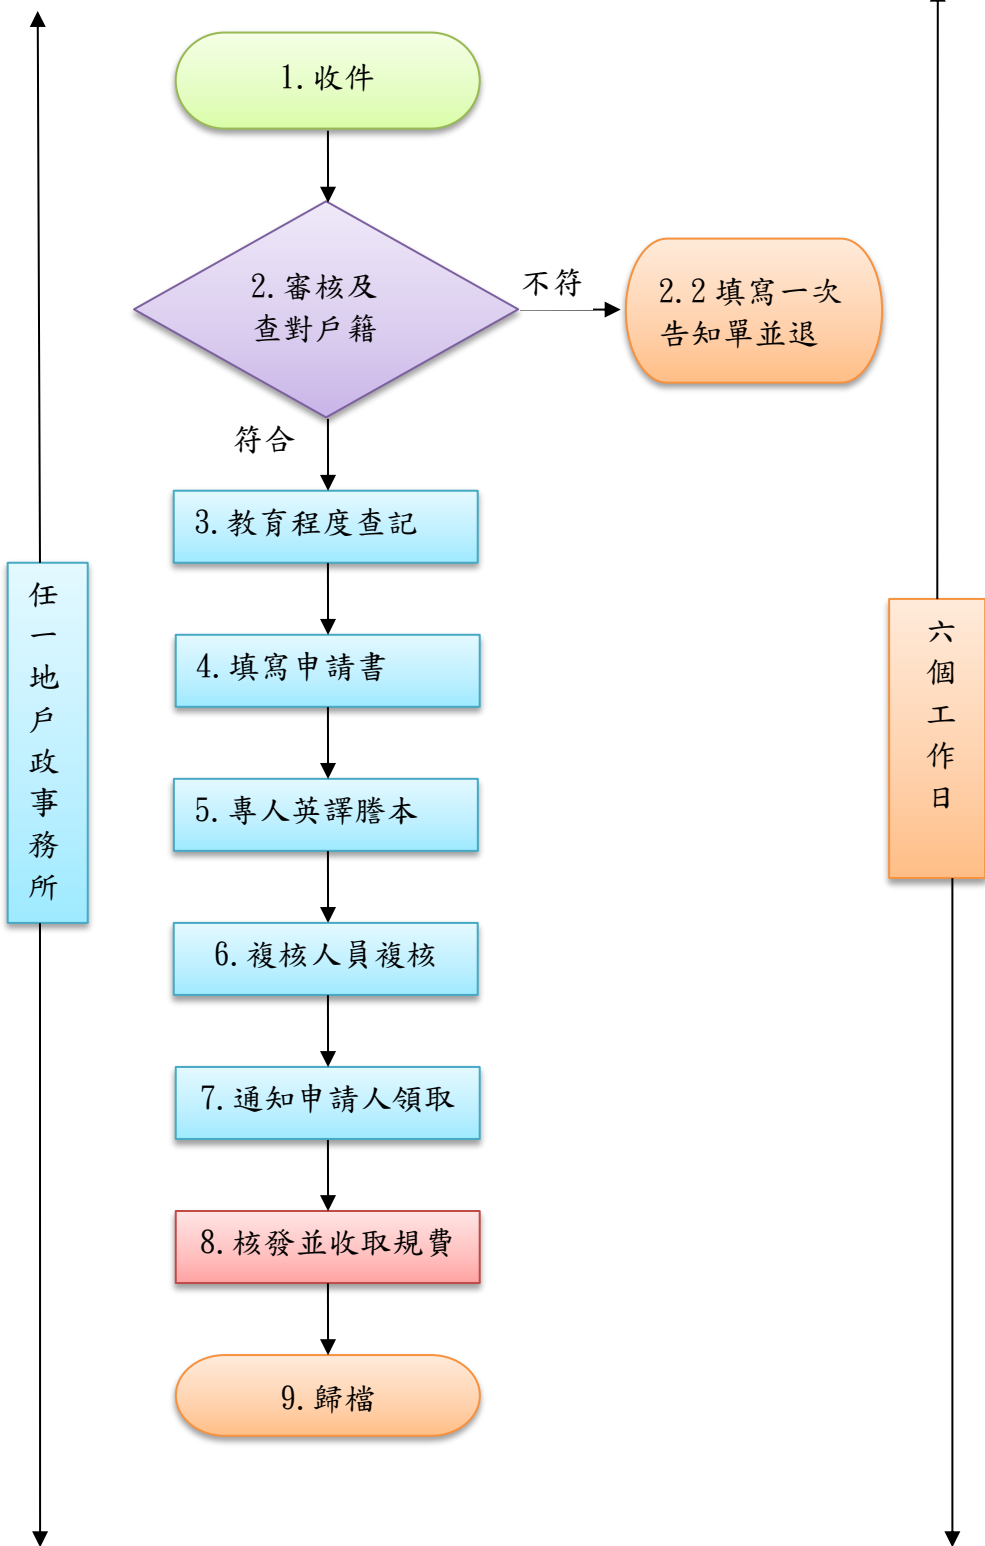 1.收件
2.審核及
查對戶籍
不符
2.2填寫一次
告知單並退
符合
3.教育程度查記
4.填寫申請書
5.專人英譯謄本
6.複核人員複核
7.通知申請人領取
8.核發並收取規費
9.歸檔
任一地戶政事務所
六個工作日